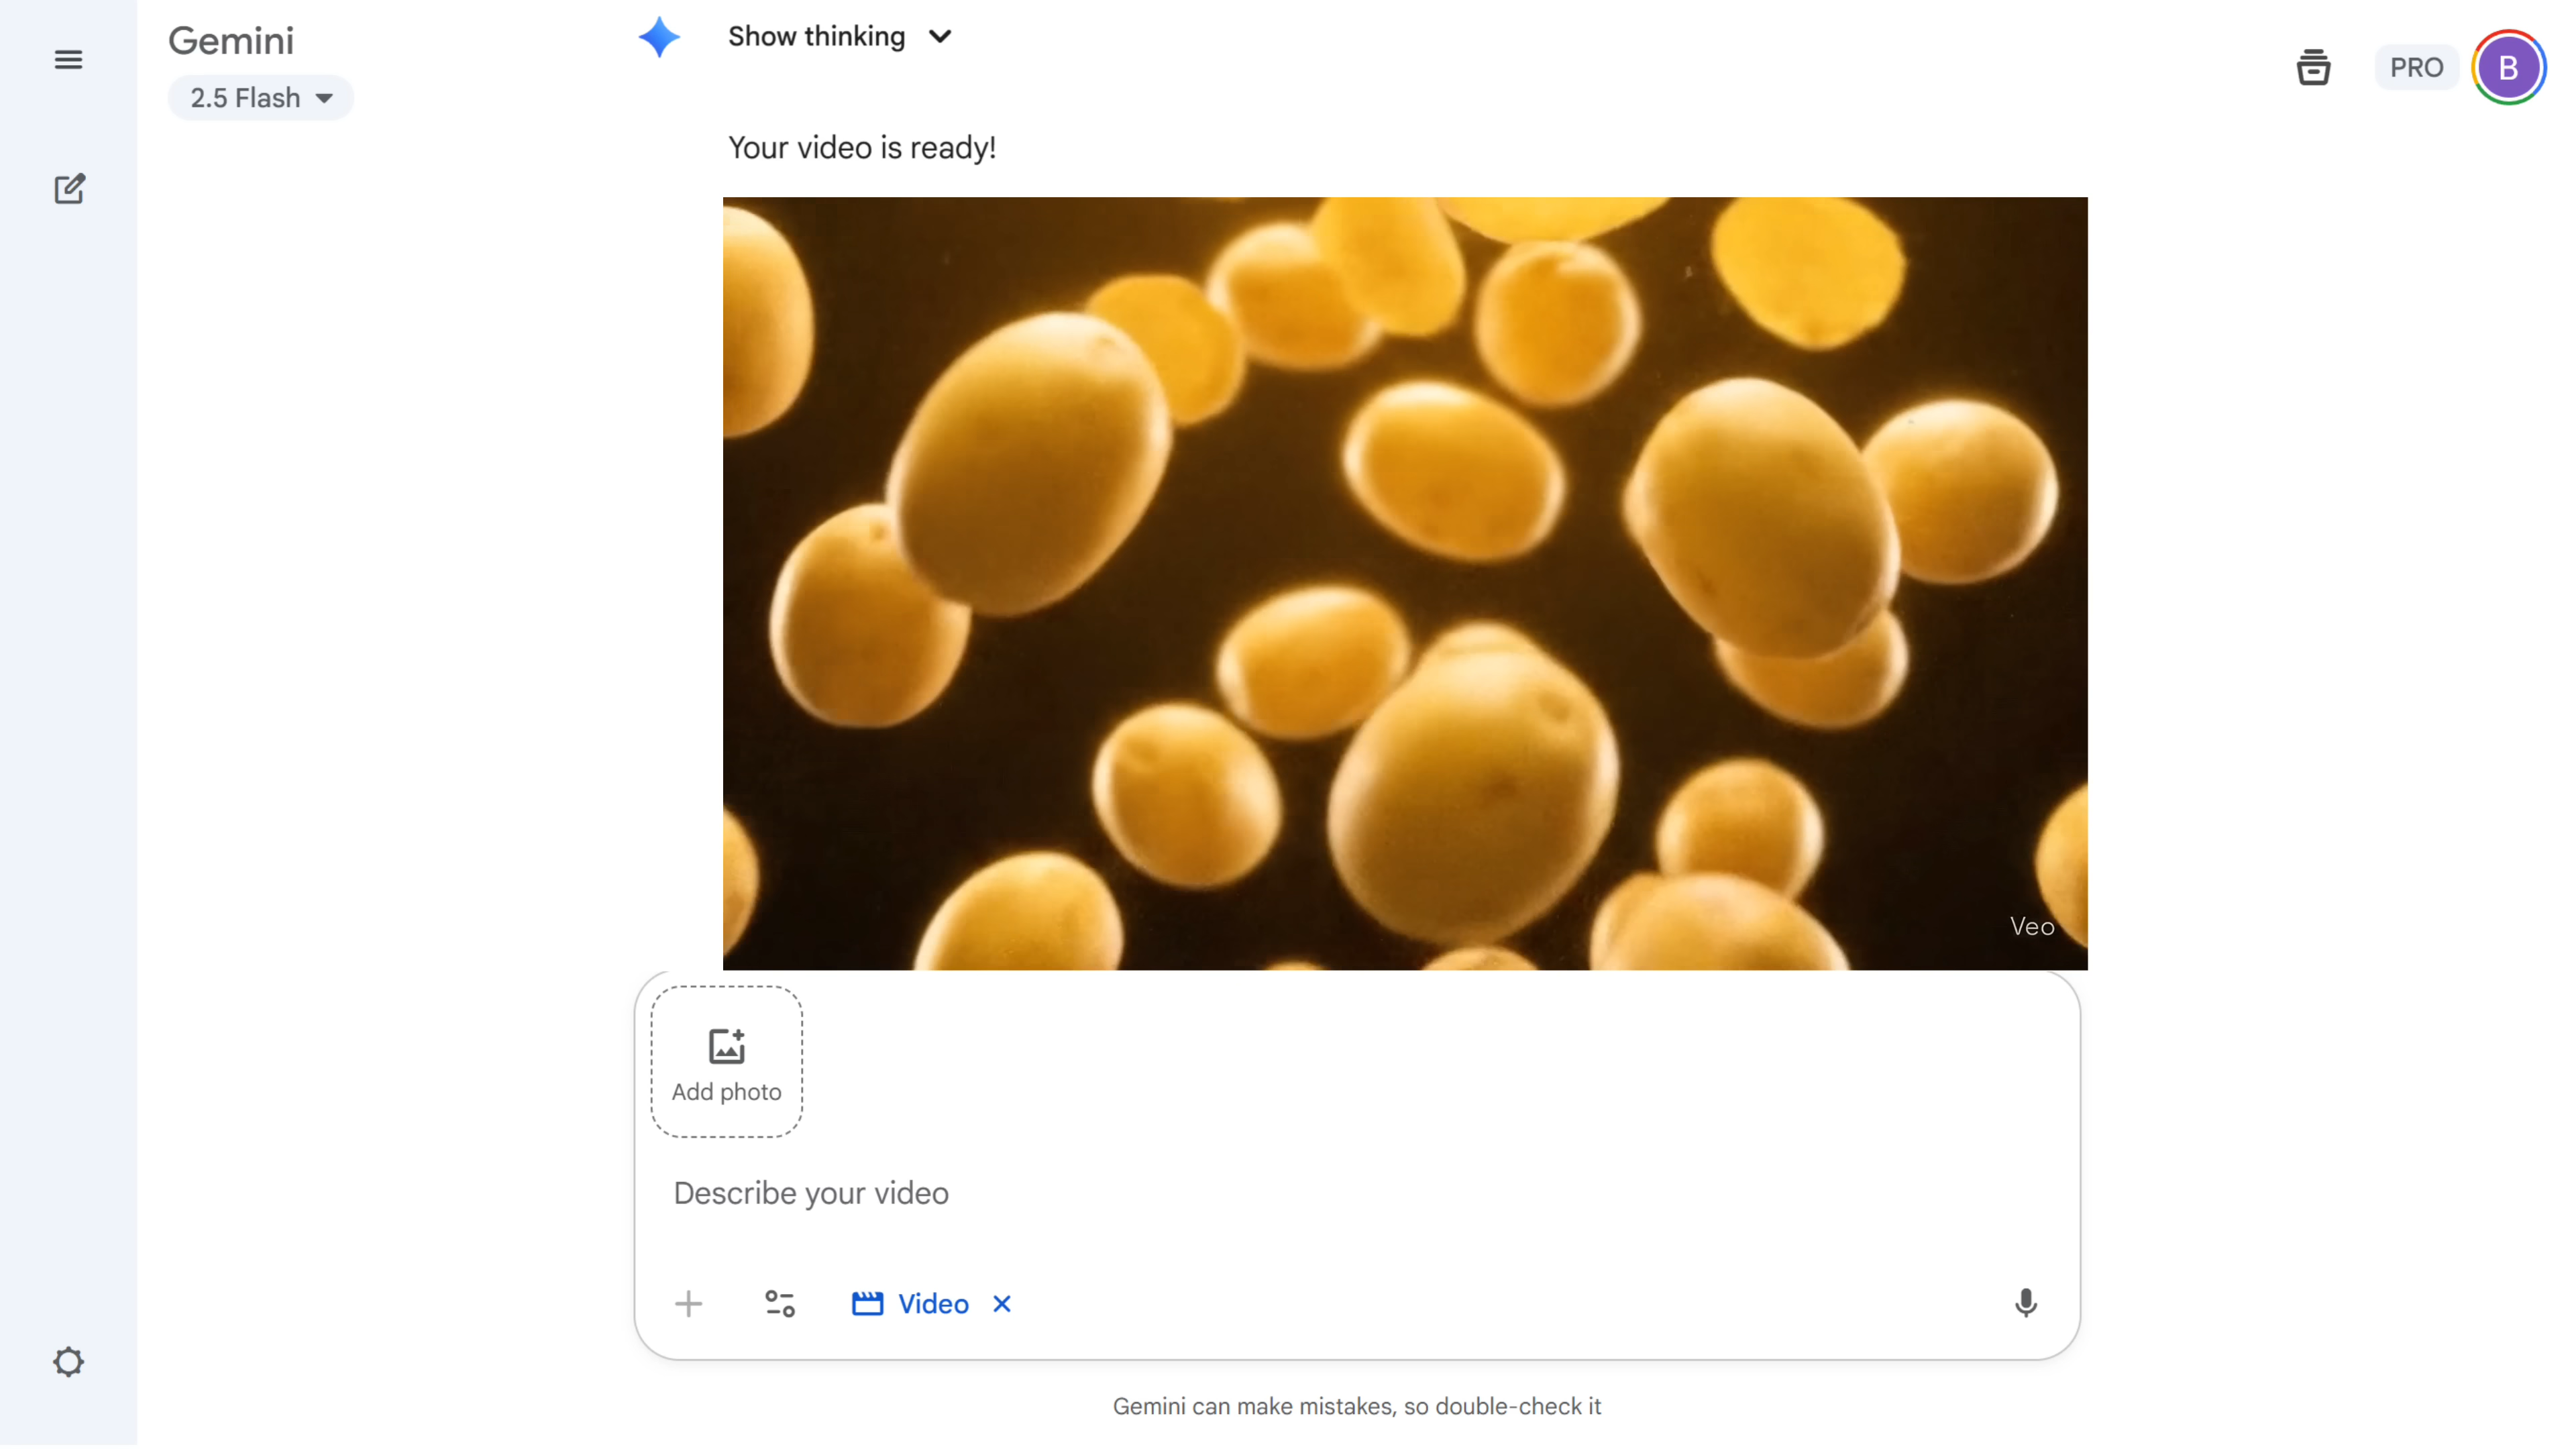 Gemini
2.5 Flash
Show thinking
PRO
B
Your video is ready!
Veo
Add photo
Describe your video
Video
Gemini can make mistakes, so double-check it